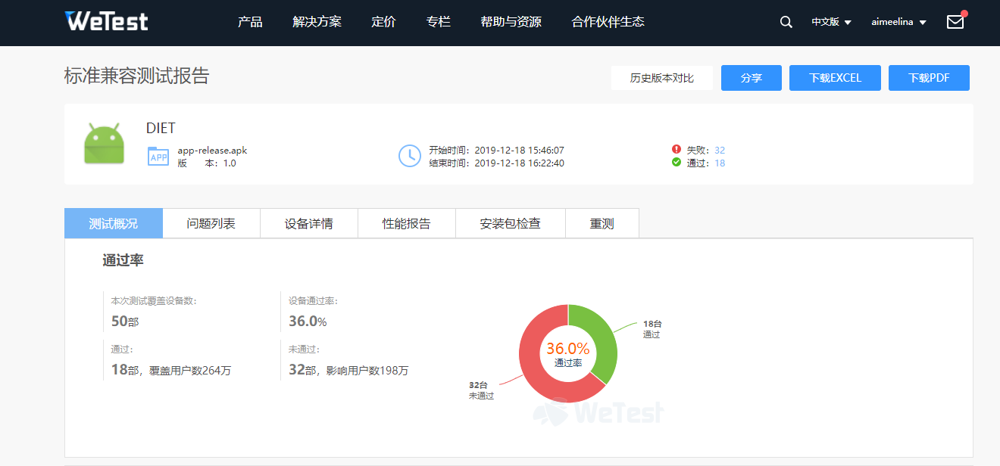 WeTest 产品 解决方案 定价 专栏 帮助与资源 合作伙伴生态 中文版 aimeelina
标准兼容测试报告 历史版本对比 分享 下载EXCEL 下载PDF
DIET
APP app-release.apk 开始时间：2019-12-18 15:46:07 失败：32
版 本：1.0 结束时间：2019-12-18 16:22:40 通过：18
测试概况 问题列表 设备详情 性能报告 安装包检查 重测
通过率
本次测试覆盖设备数: 设备通过率:
50部 36.0%
通过: 未通过:
18部，覆盖用户数264万 32部，影响用户数198万
18台
通过
36.0%
通过率
32台
未通过
WeTest